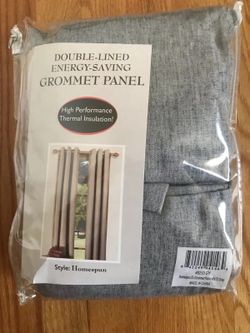 DOUBLE-LINED
ENERGY-SAVING
GROMMET PANEL
High Performance
Thermal Insulation!
Style: Homespun